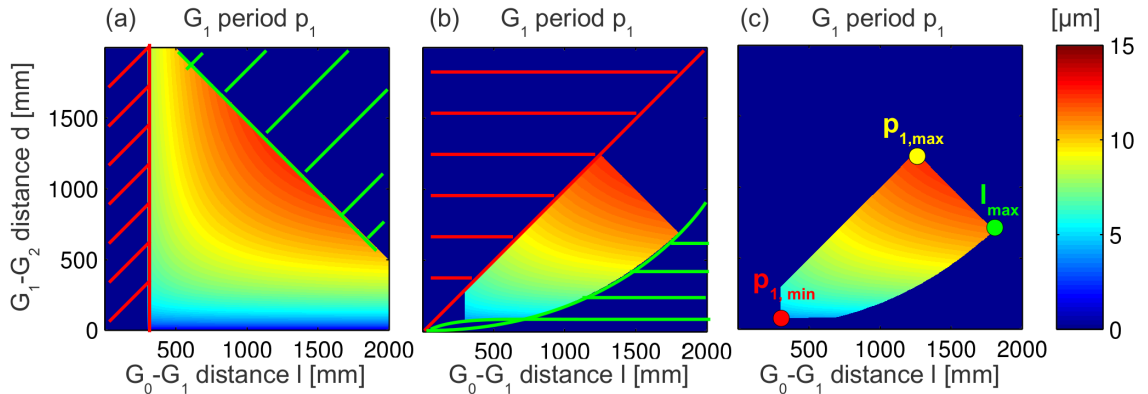 (a) G₁ period p₁
(b) G₁ period p₁
(c) G₁ period p₁
[µm]
G₁-G₂ distance d [mm]
1500
1000
500
0
500 1000 1500 2000
G₀-G₁ distance l [mm]
500 1000 1500 2000
G₀-G₁ distance l [mm]
p₁,max
lmax
p₁, min
500 1000 1500 2000
G₀-G₁ distance l [mm]
15
10
5
0